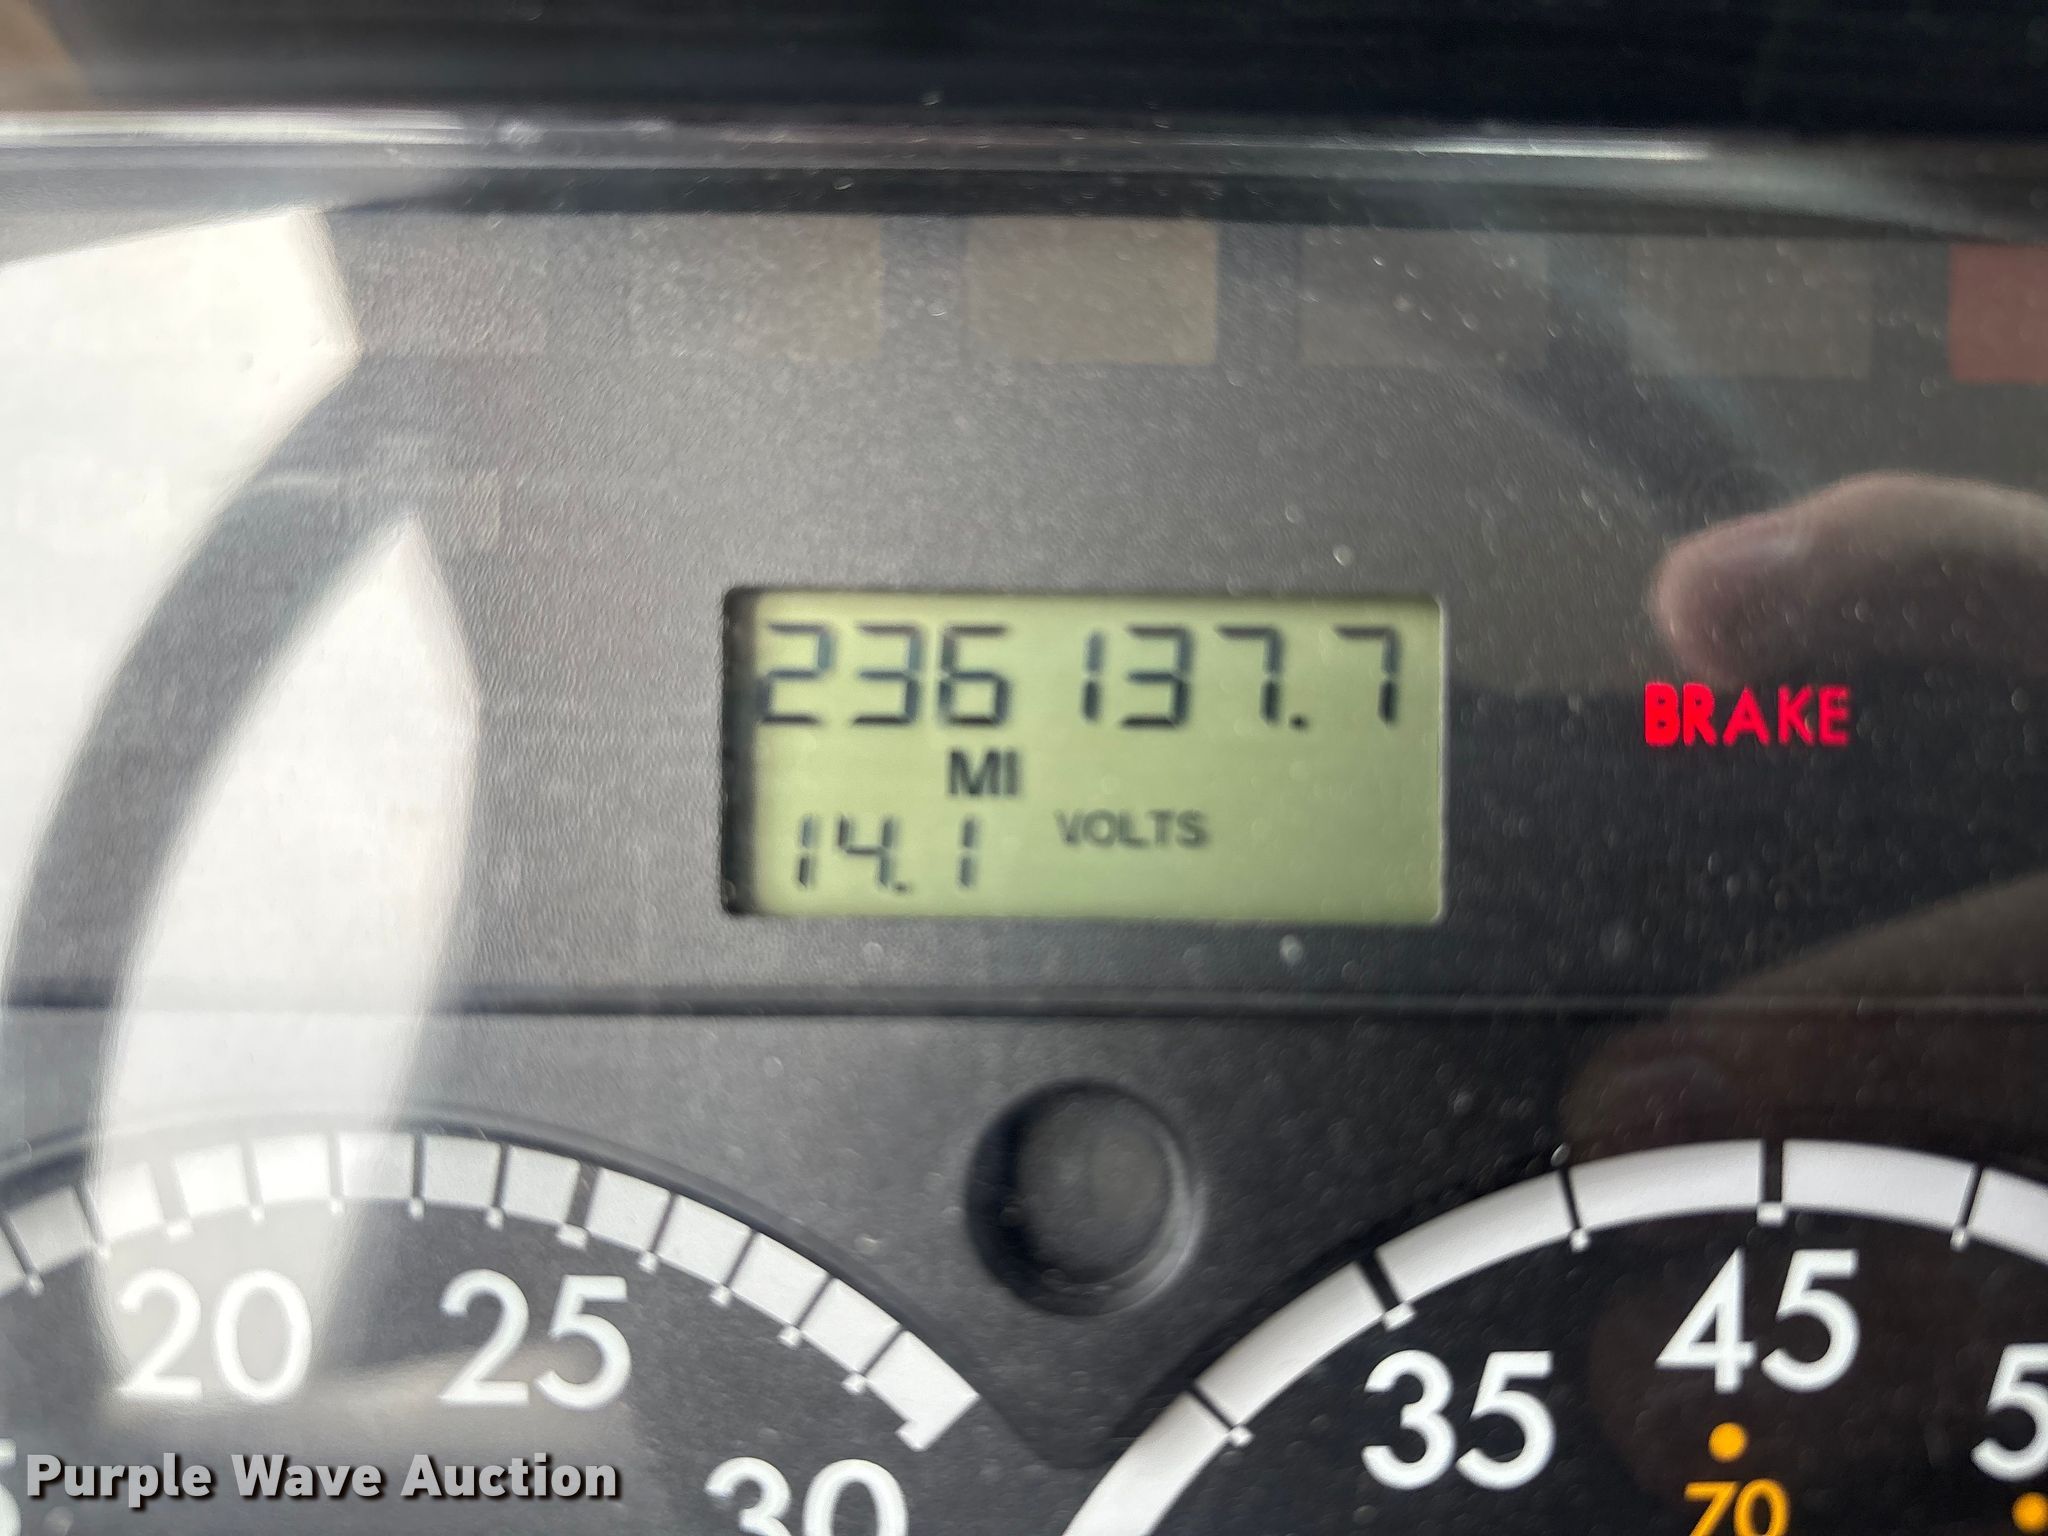 236137.7
MI
14.1 VOLTS
BRAKE
20 25 30
35 45
70
Purple Wave Auction